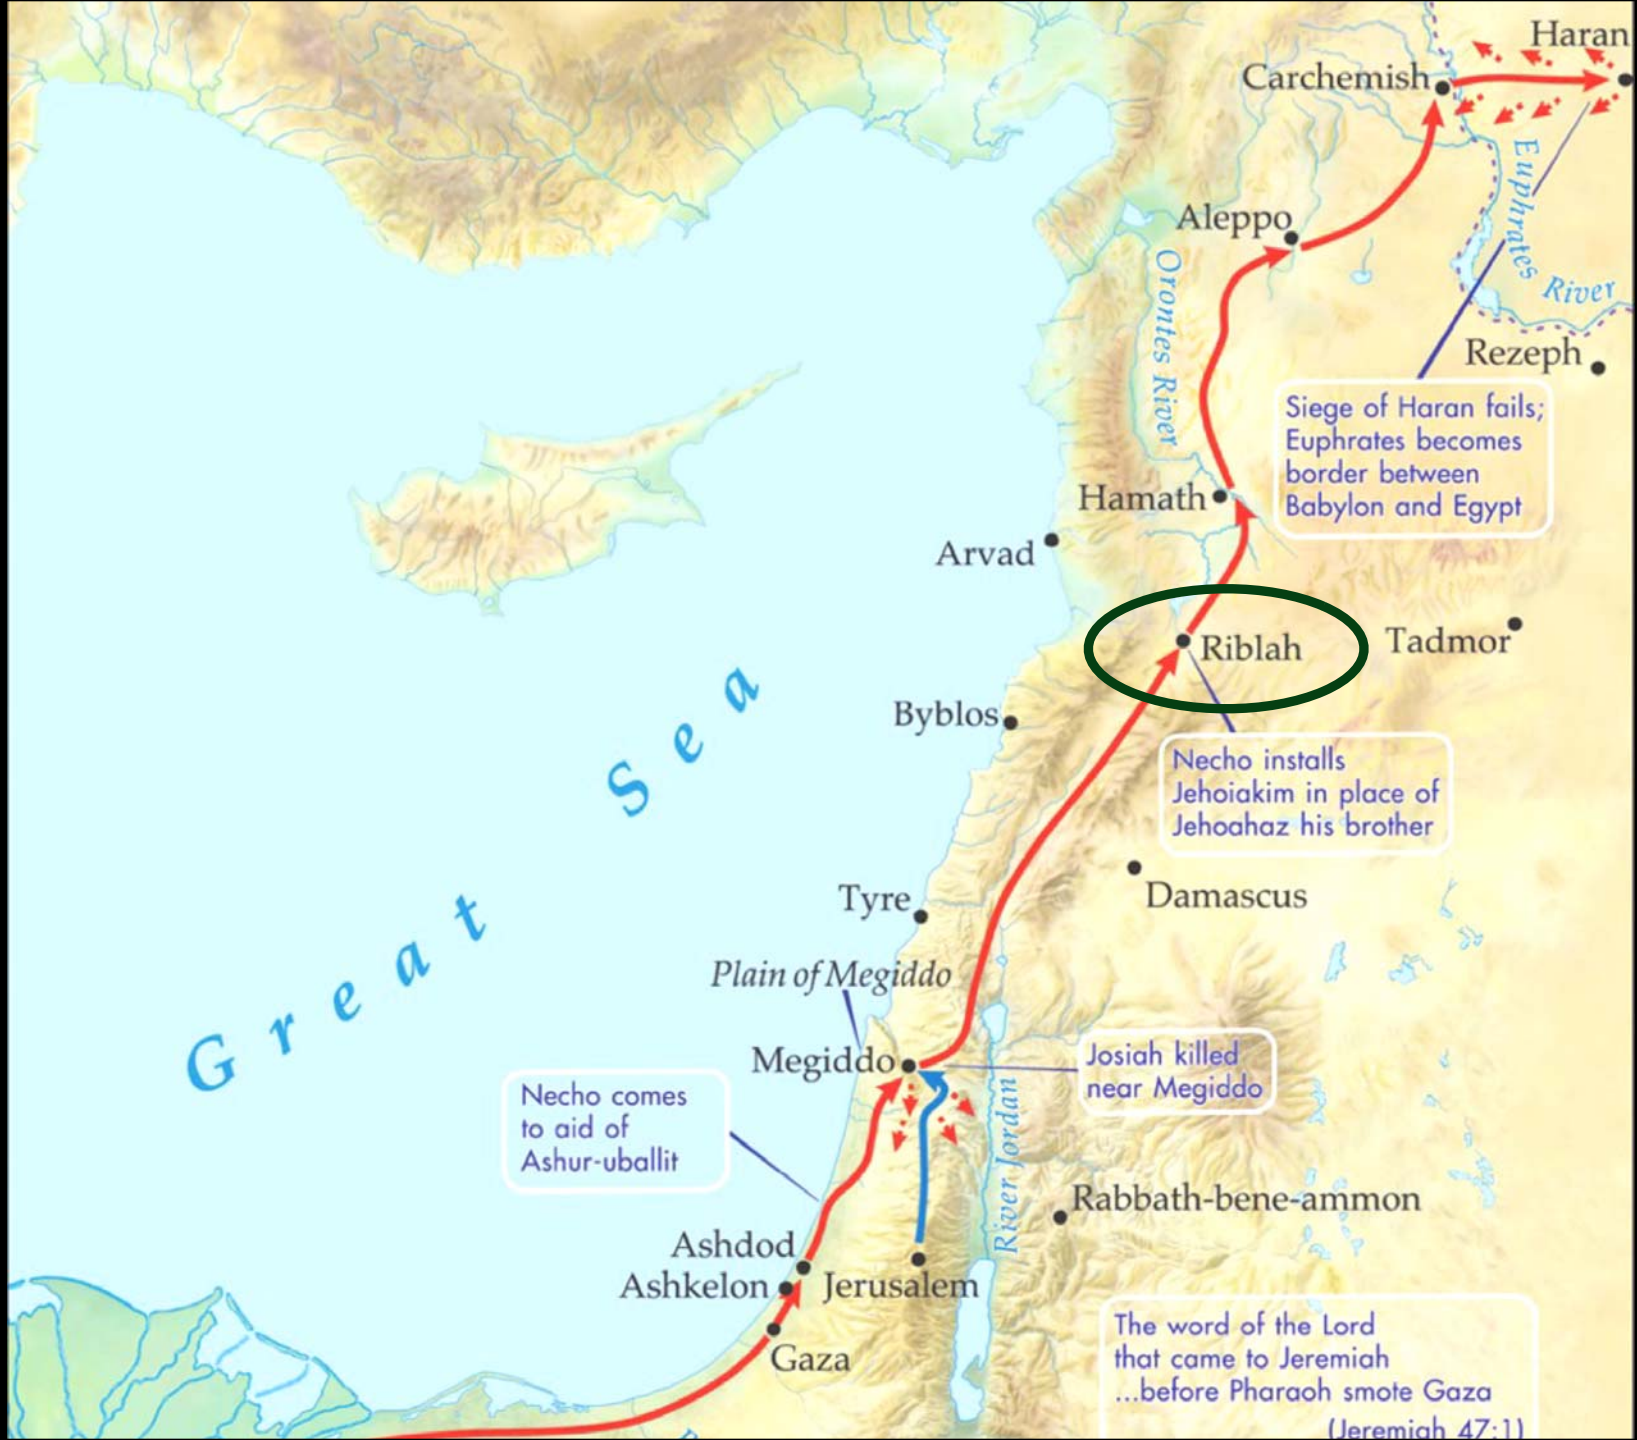 Haran
Carchemish
Euphrates
River
Aleppo
Orontes River
Rezeph
Siege of Haran fails;
Euphrates becomes
border between
Babylon and Egypt
Hamath
Arvad
Riblah
Tadmor
Byblos
Necho installs
Jehoiakim in place of
Jehoahaz his brother
Damascus
Tyre
Great Sea
Plain of Megiddo
Megiddo
Josiah killed
near Megiddo
Necho comes
to aid of
Ashur-uballit
River Jordan
Rabbath-bene-ammon
Ashdod
Ashkelon
Jerusalem
Gaza
The word of the Lord
that came to Jeremiah
...before Pharaoh smote Gaza
(Jeremiah 47:1)